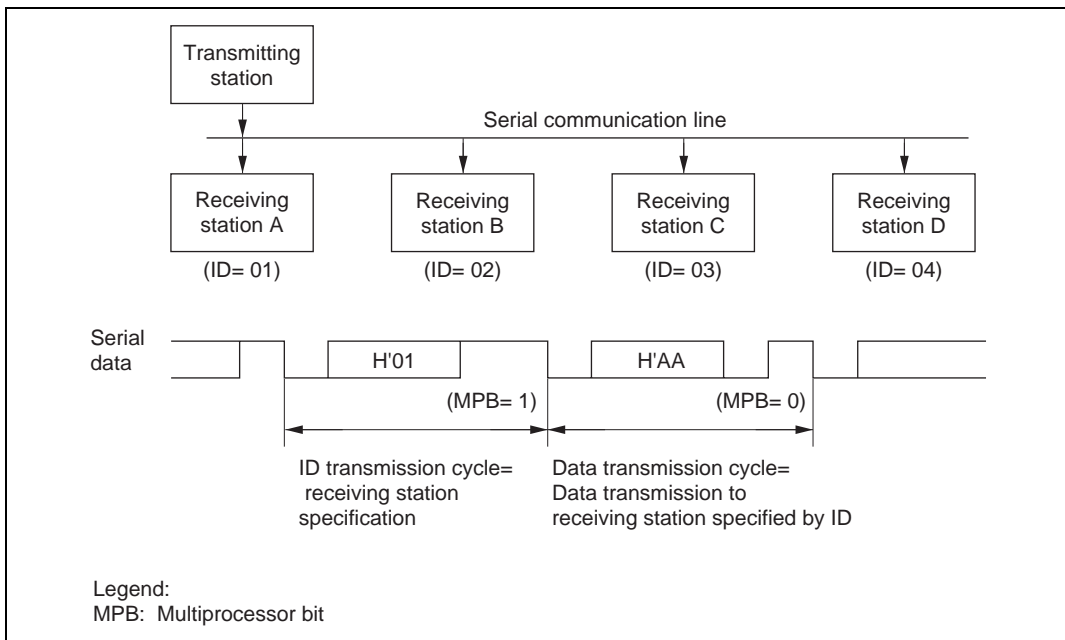 Transmitting
station
Serial communication line
Receiving
station A
Receiving
station B
Receiving
station C
Receiving
station D
(ID= 01)
(ID= 02)
(ID= 03)
(ID= 04)
Serial
data
H'01
H'AA
(MPB= 1)
(MPB= 0)
ID transmission cycle=
receiving station
specification
Data transmission cycle=
Data transmission to
receiving station specified by ID
Legend:
MPB: Multiprocessor bit